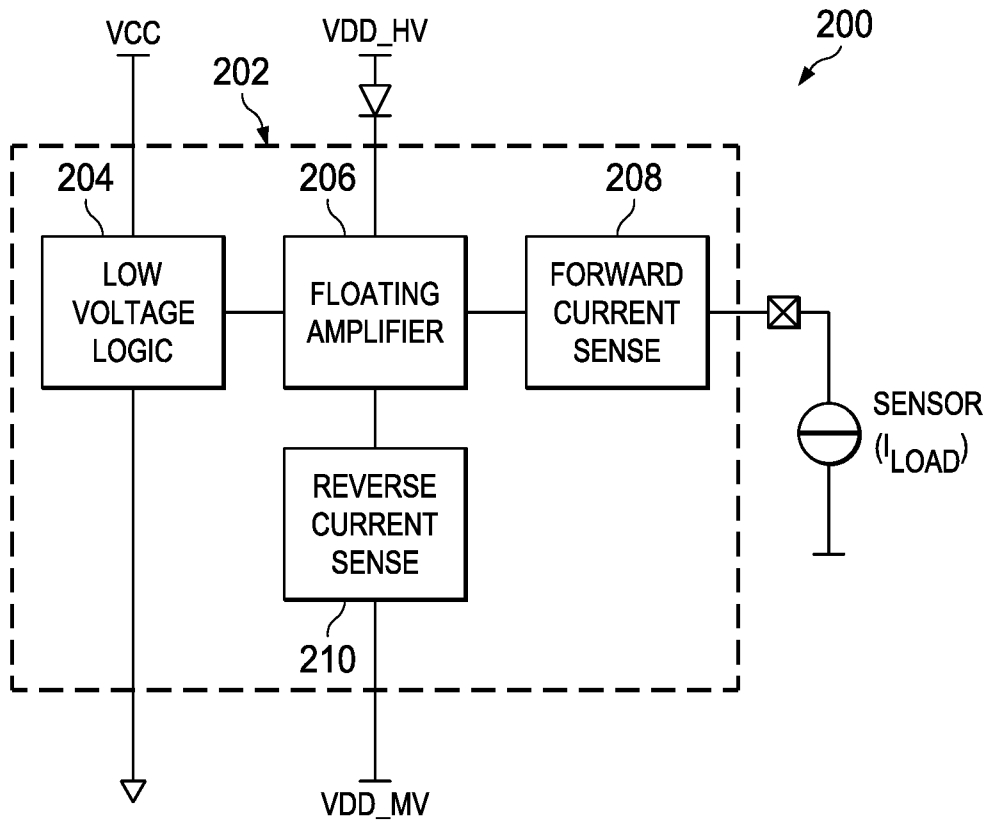 VCC
VDD_HV
200
202
204
206
208
LOW
VOLTAGE
LOGIC
FLOATING
AMPLIFIER
FORWARD
CURRENT
SENSE
SENSOR
(I_LOAD)
REVERSE
CURRENT
SENSE
210
VDD_MV